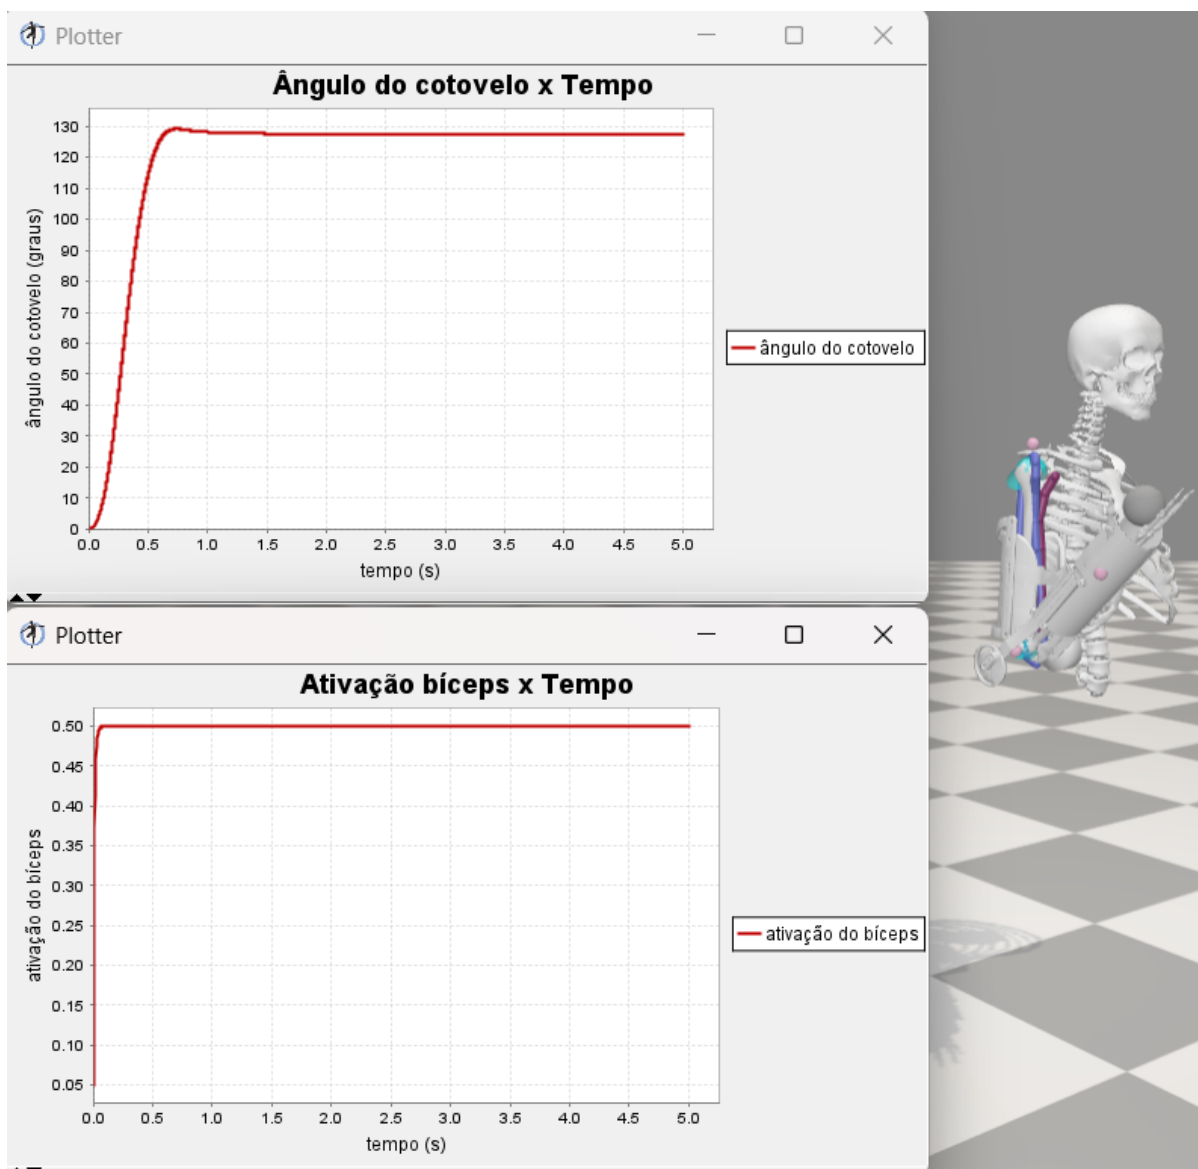 Plotter
Ângulo do cotovelo x Tempo
130
120
110
100
90
80
70
60
50
40
30
20
10
0
ângulo do cotovelo (graus)
0.0 0.5 1.0 1.5 2.0 2.5 3.0 3.5 4.0 4.5 5.0
tempo (s)
ângulo do cotovelo
Plotter
Ativação bíceps x Tempo
0.50
0.45
0.40
0.35
0.30
0.25
0.20
0.15
0.10
0.05
ativação do bíceps
0.0 0.5 1.0 1.5 2.0 2.5 3.0 3.5 4.0 4.5 5.0
tempo (s)
ativação do bíceps